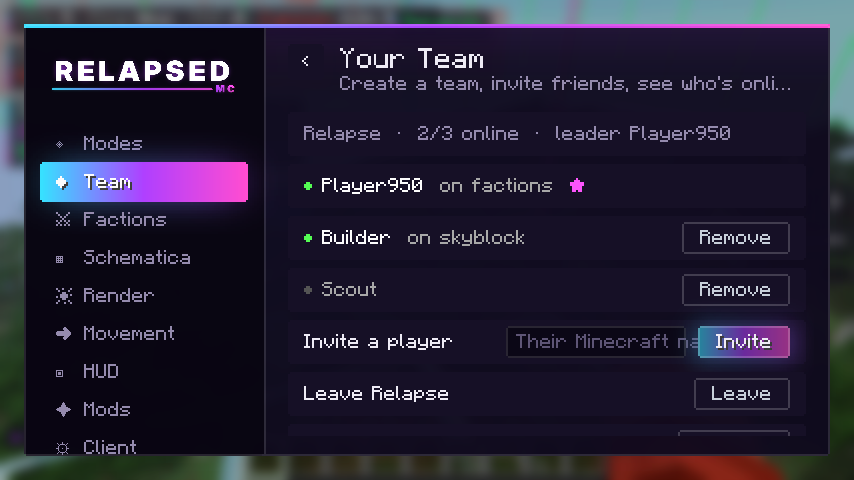 RELAPSED
MC
Modes
Team
Factions
Schematica
Render
Movement
HUD
Mods
Client
Your Team
Create a team, invite friends, see who's onli...
Relapse · 2/3 online · leader Player950
Player950 on factions
Builder on skyblock Remove
Scout Remove
Invite a player Their Minecraft na Invite
Leave Relapse Leave